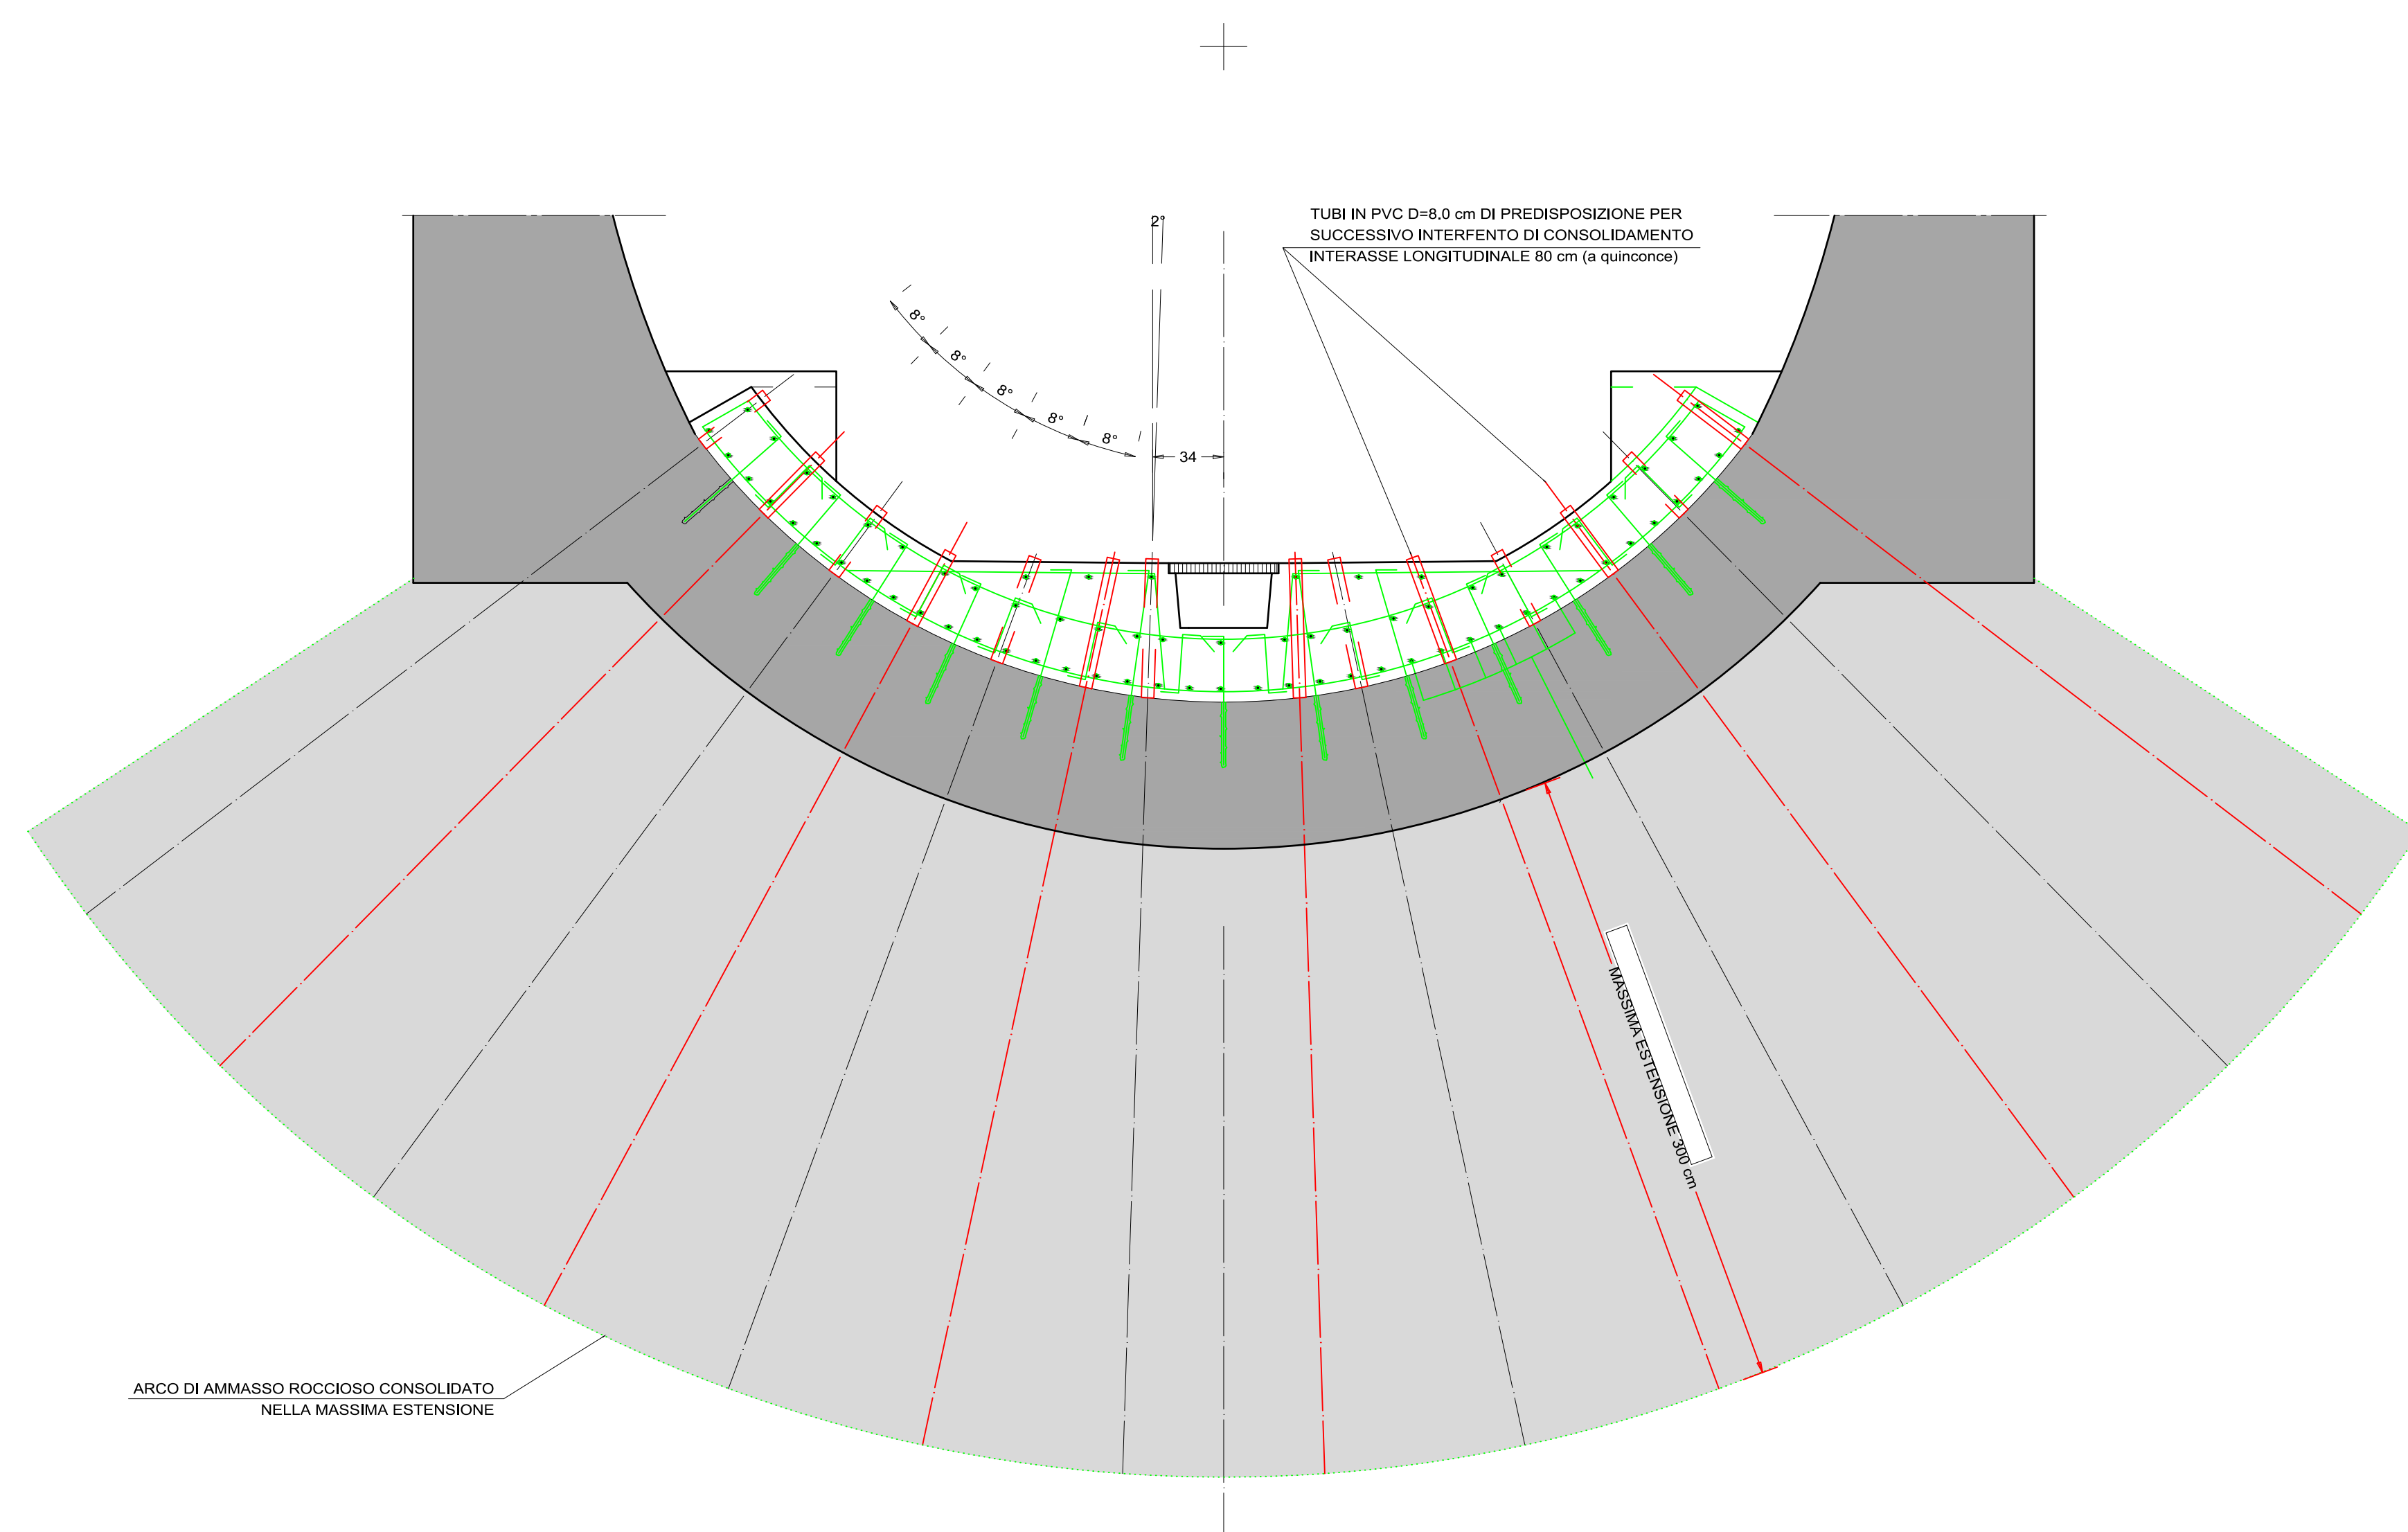 2°
TUBI IN PVC D=8.0 cm DI PREDISPOSIZIONE PER
SUCCESSIVO INTERFENTO DI CONSOLIDAMENTO
INTERASSE LONGITUDINALE 80 cm (a quinconce)
8°
8°
8°
8°
8°
34
MASSIMA ESTENSIONE 300 cm
ARCO DI AMMASSO ROCCIOSO CONSOLIDATO
NELLA MASSIMA ESTENSIONE